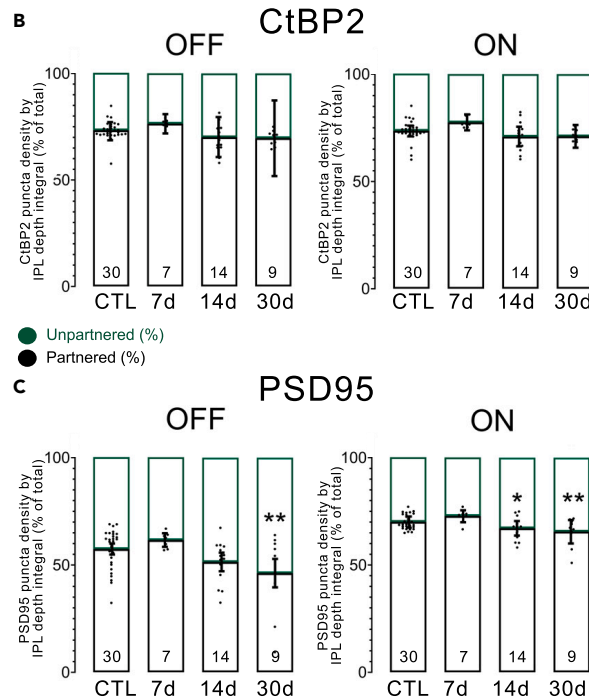 B
CtBP2
OFF
ON
CtBP2 puncta density by
IPL depth integral (% of total)
100
50
0
30
7
14
9
CTL
7d
14d
30d
CtBP2 puncta density by
IPL depth integral (% of total)
100
50
0
30
7
14
9
CTL
7d
14d
30d
Unpartnered (%)
Partnered (%)
C
PSD95
OFF
ON
PSD95 puncta density by
IPL depth integral (% of total)
100
50
0
**
30
7
14
9
CTL
7d
14d
30d
PSD95 puncta density by
IPL depth integral (% of total)
100
50
0
*
**
30
7
14
9
CTL
7d
14d
30d